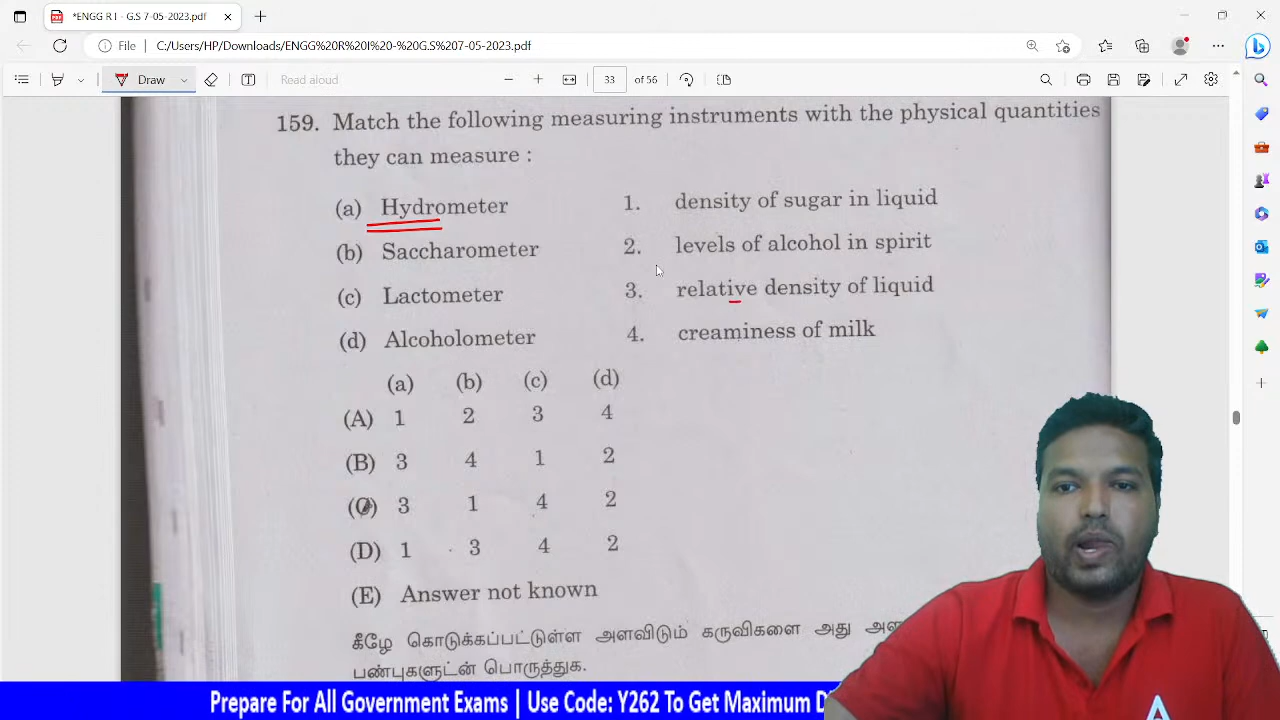 *ENGG R I - G.S 7-05-2023.pdf
File C:/Users/HP/Downloads/ENGG%20R%20I%20-%20G.S%207-05-2023.pdf
Draw Read aloud 33 of 56
159. Match the following measuring instruments with the physical quantities
they can measure :
(a) Hydrometer 1. density of sugar in liquid
(b) Saccharometer 2. levels of alcohol in spirit
(c) Lactometer 3. relative density of liquid
(d) Alcoholometer 4. creaminess of milk
(a) (b) (c) (d)
(A) 1 2 3 4
(B) 3 4 1 2
(C) 3 1 4 2
(D) 1 3 4 2
(E) Answer not known
கீழே கொடுக்கப்பட்டுள்ள அளவிடும் கருவிகளை அது
பண்புகளுடன் பொருத்துக.
Prepare For All Government Exams | Use Code: Y262 To Get Maximum